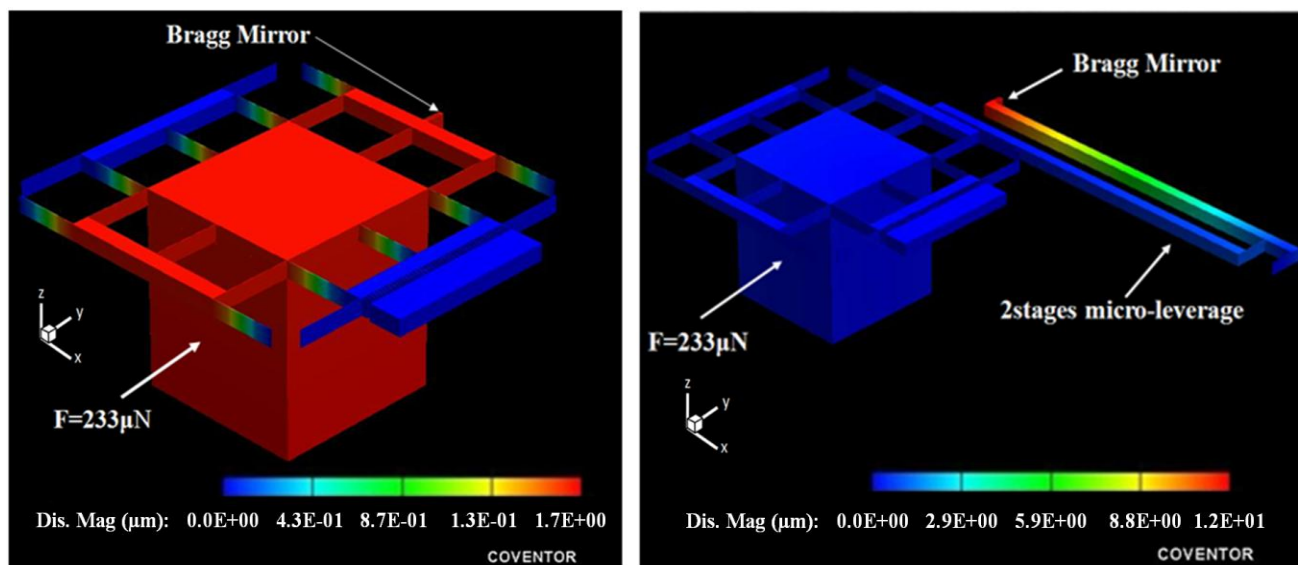 Bragg Mirror
z
y
x
F=233μN
Dis. Mag (μm): 0.0E+00 4.3E-01 8.7E-01 1.3E-01 1.7E+00
COVENTOR
Bragg Mirror
2stages micro-leverage
F=233μN
z
y
x
Dis. Mag (μm): 0.0E+00 2.9E+00 5.9E+00 8.8E+00 1.2E+01
COVENTOR